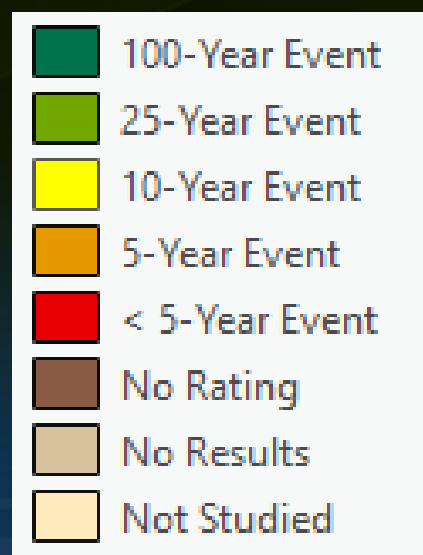 100-Year Event
25-Year Event
10-Year Event
5-Year Event
< 5-Year Event
No Rating
No Results
Not Studied